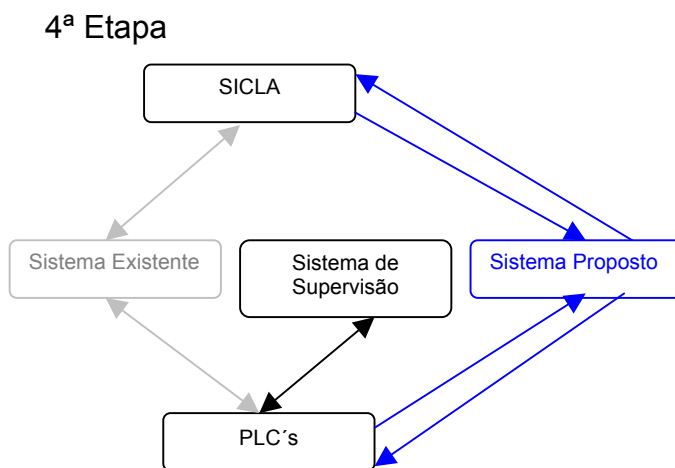 4ª Etapa
SICLA
Sistema Existente
Sistema de
Supervisão
Sistema Proposto
PLC´s